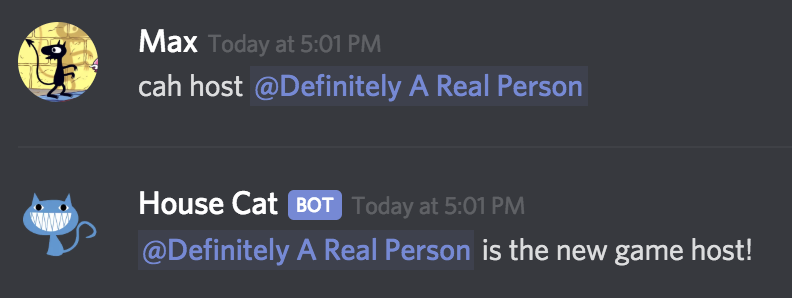 Max Today at 5:01 PM
cah host @Definitely A Real Person
House Cat BOT Today at 5:01 PM
@Definitely A Real Person is the new game host!